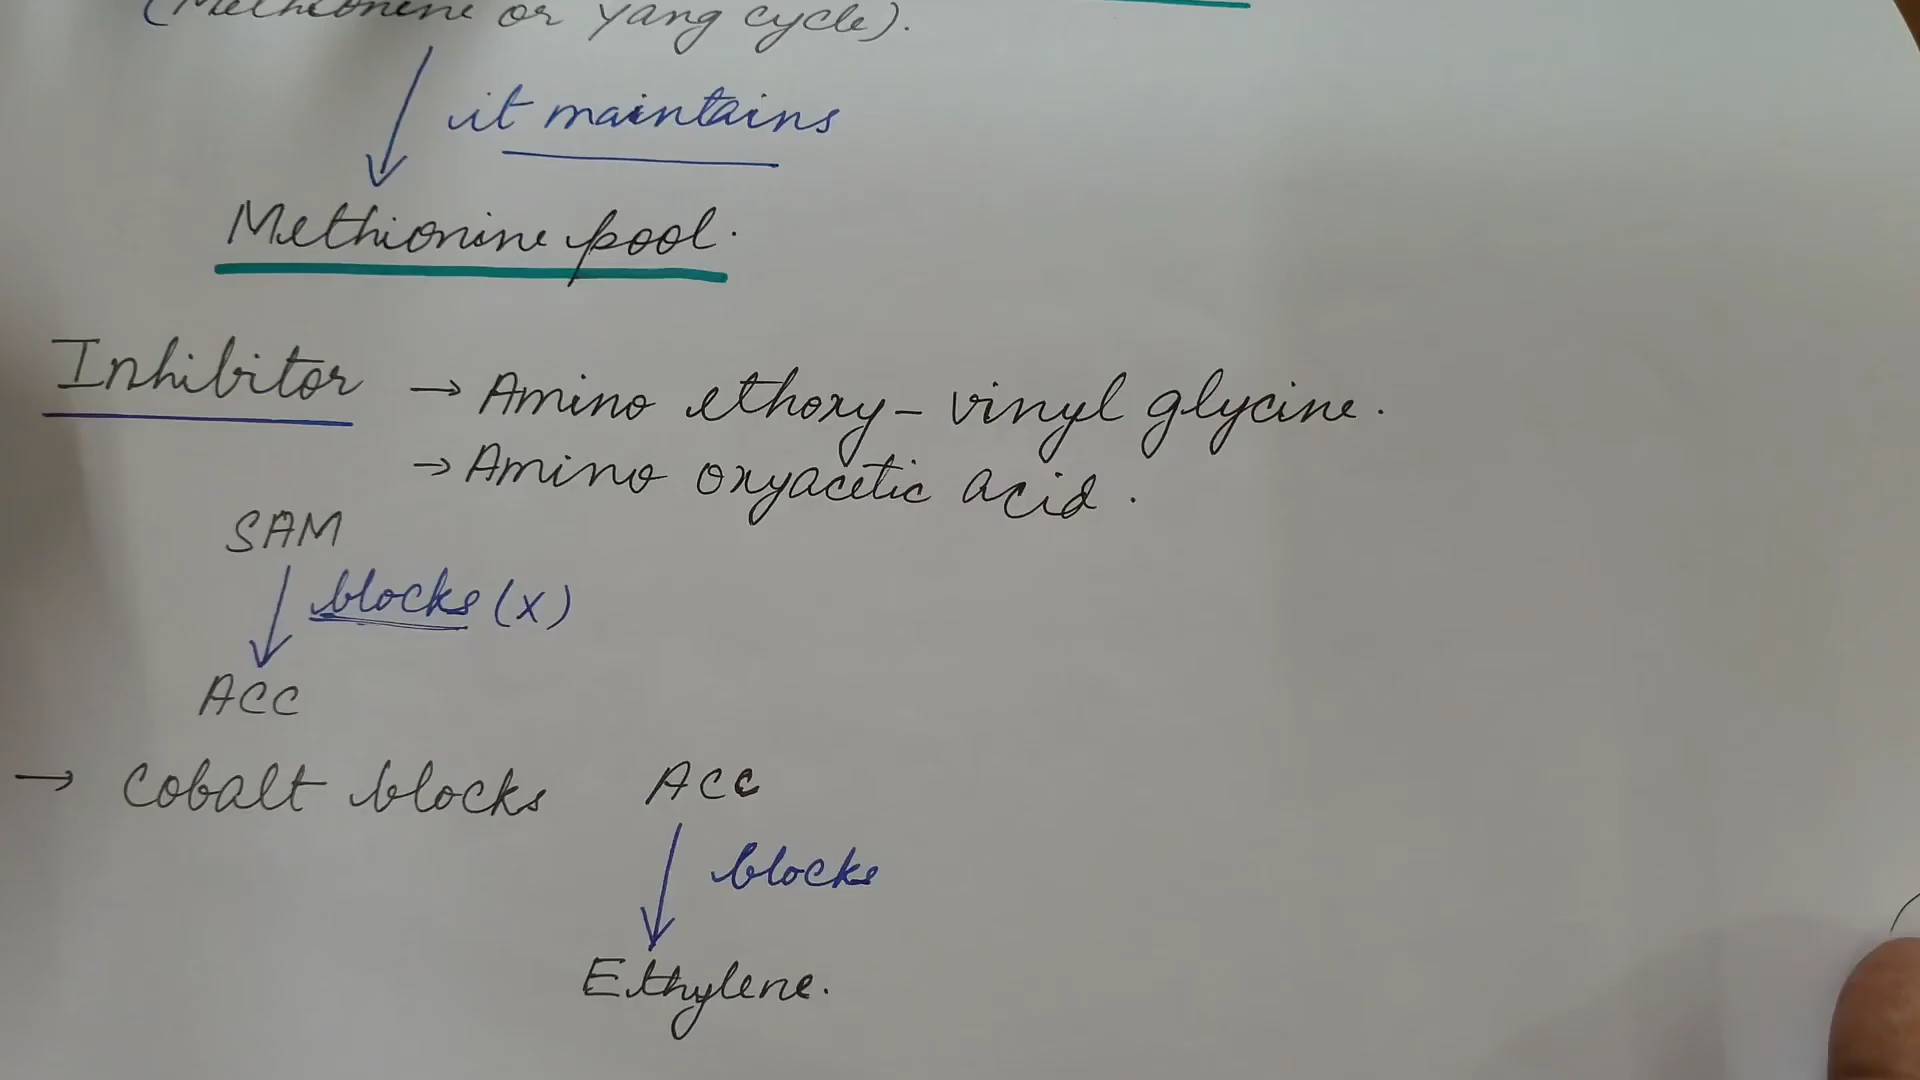 (Methionine or Yang cycle).
it maintains
Methionine pool.
Inhibitor → Amino ethoxy - vinyl glycine.
→ Amino oxyacetic acid.
SAM
blocks (x)
ACC
→ Cobalt blocks ACC
blocks
Ethylene.